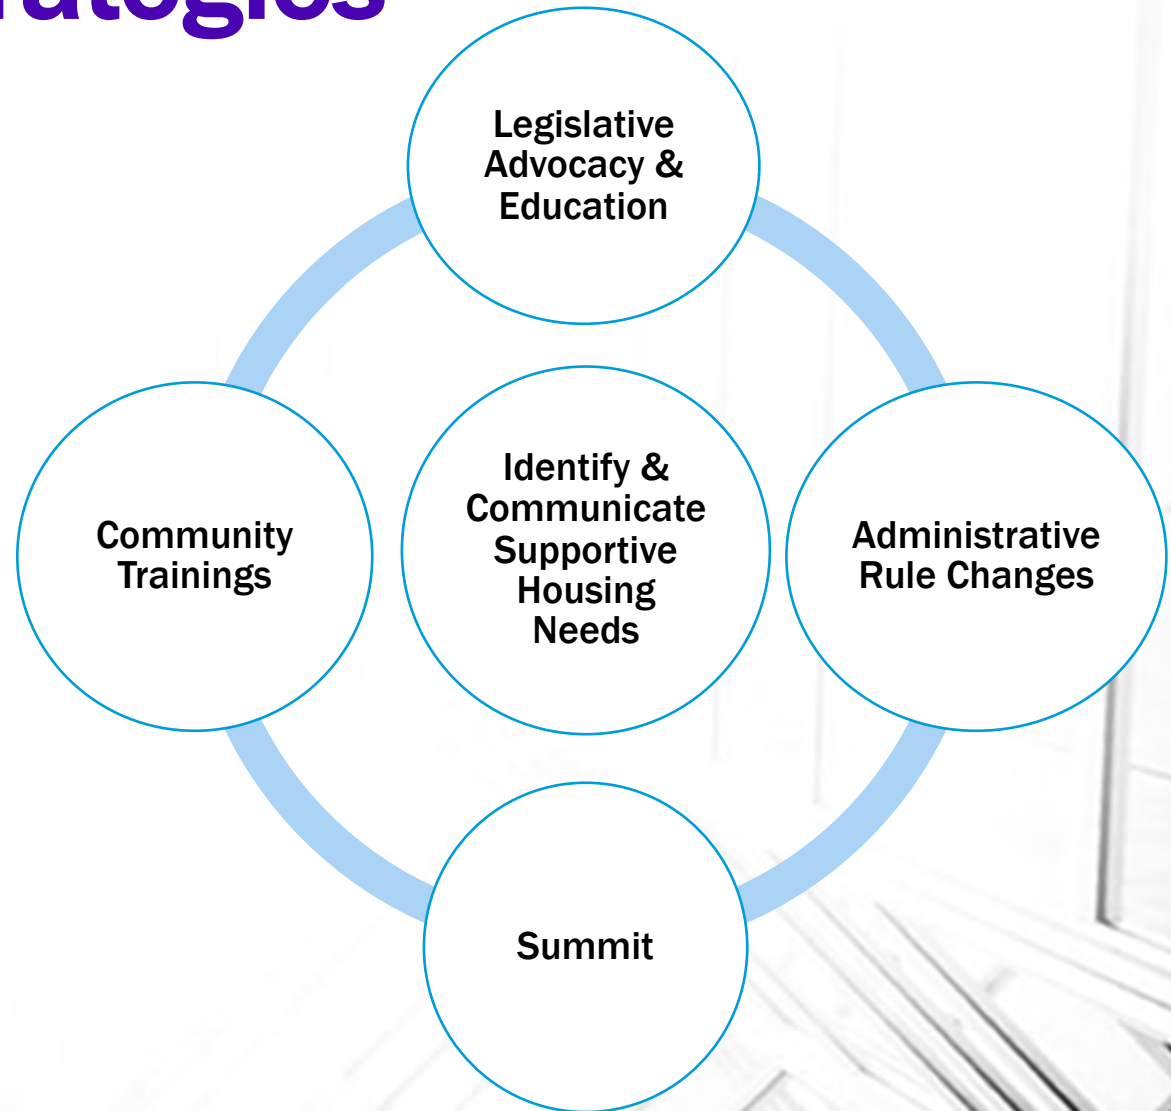 Legislative
Advocacy &
Education
Identify &
Communicate
Supportive
Housing
Needs
Community
Trainings
Administrative
Rule Changes
Summit